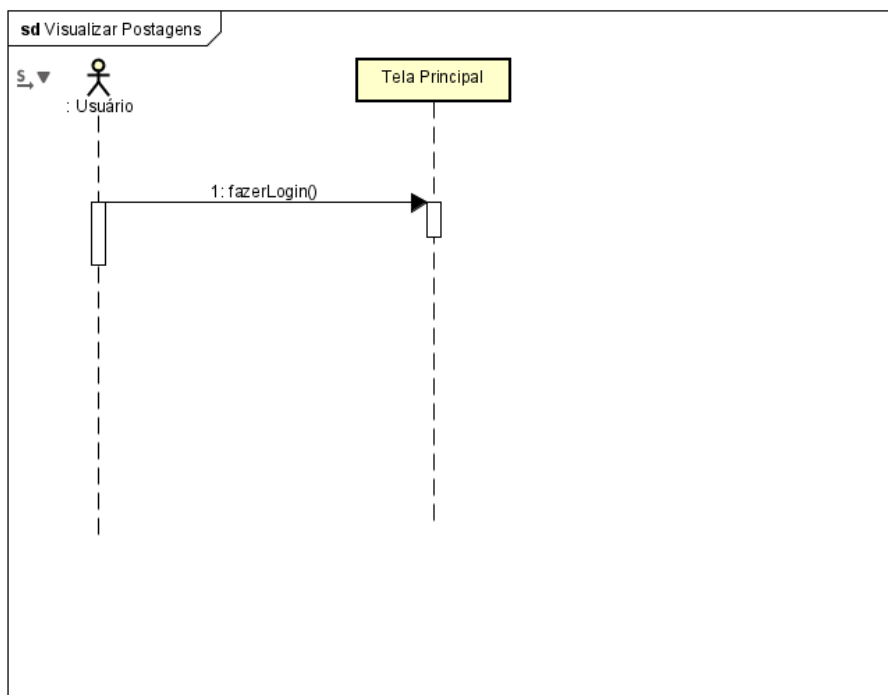 sd Visualizar Postagens
S
: Usuário
Tela Principal
1: fazerLogin()